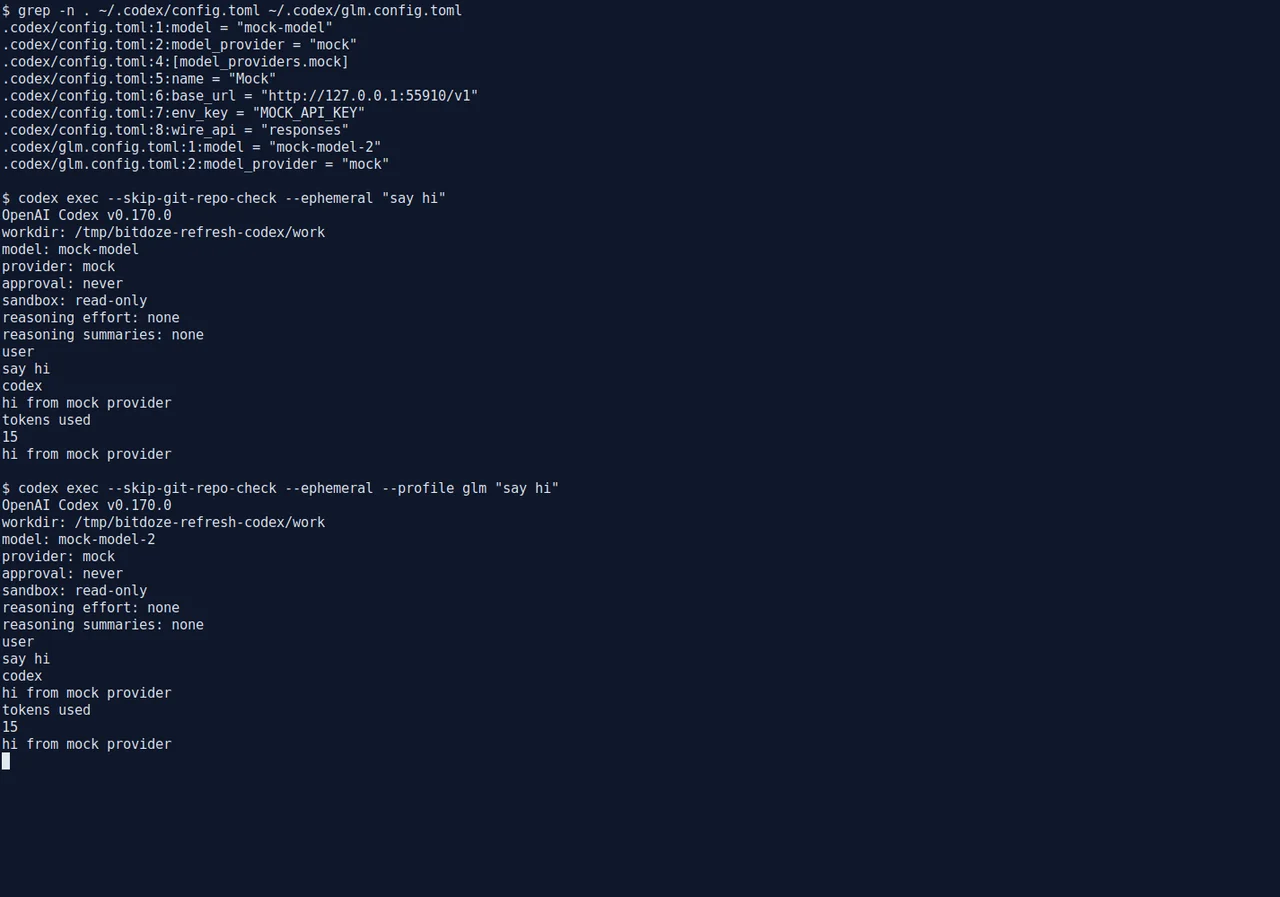 $ grep -n . ~/.codex/config.toml ~/.codex/glm.config.toml
.codex/config.toml:1:model = "mock-model"
.codex/config.toml:2:model_provider = "mock"
.codex/config.toml:4:[model_providers.mock]
.codex/config.toml:5:name = "Mock"
.codex/config.toml:6:base_url = "http://127.0.0.1:55910/v1"
.codex/config.toml:7:env_key = "MOCK_API_KEY"
.codex/config.toml:8:wire_api = "responses"
.codex/glm.config.toml:1:model = "mock-model-2"
.codex/glm.config.toml:2:model_provider = "mock"
$ codex exec --skip-git-repo-check --ephemeral "say hi"
OpenAI Codex v0.170.0
workdir: /tmp/bitdoze-refresh-codex/work
model: mock-model
provider: mock
approval: never
sandbox: read-only
reasoning effort: none
reasoning summaries: none
user
say hi
codex
hi from mock provider
tokens used
15
hi from mock provider
$ codex exec --skip-git-repo-check --ephemeral --profile glm "say hi"
OpenAI Codex v0.170.0
workdir: /tmp/bitdoze-refresh-codex/work
model: mock-model-2
provider: mock
approval: never
sandbox: read-only
reasoning effort: none
reasoning summaries: none
user
say hi
codex
hi from mock provider
tokens used
15
hi from mock provider